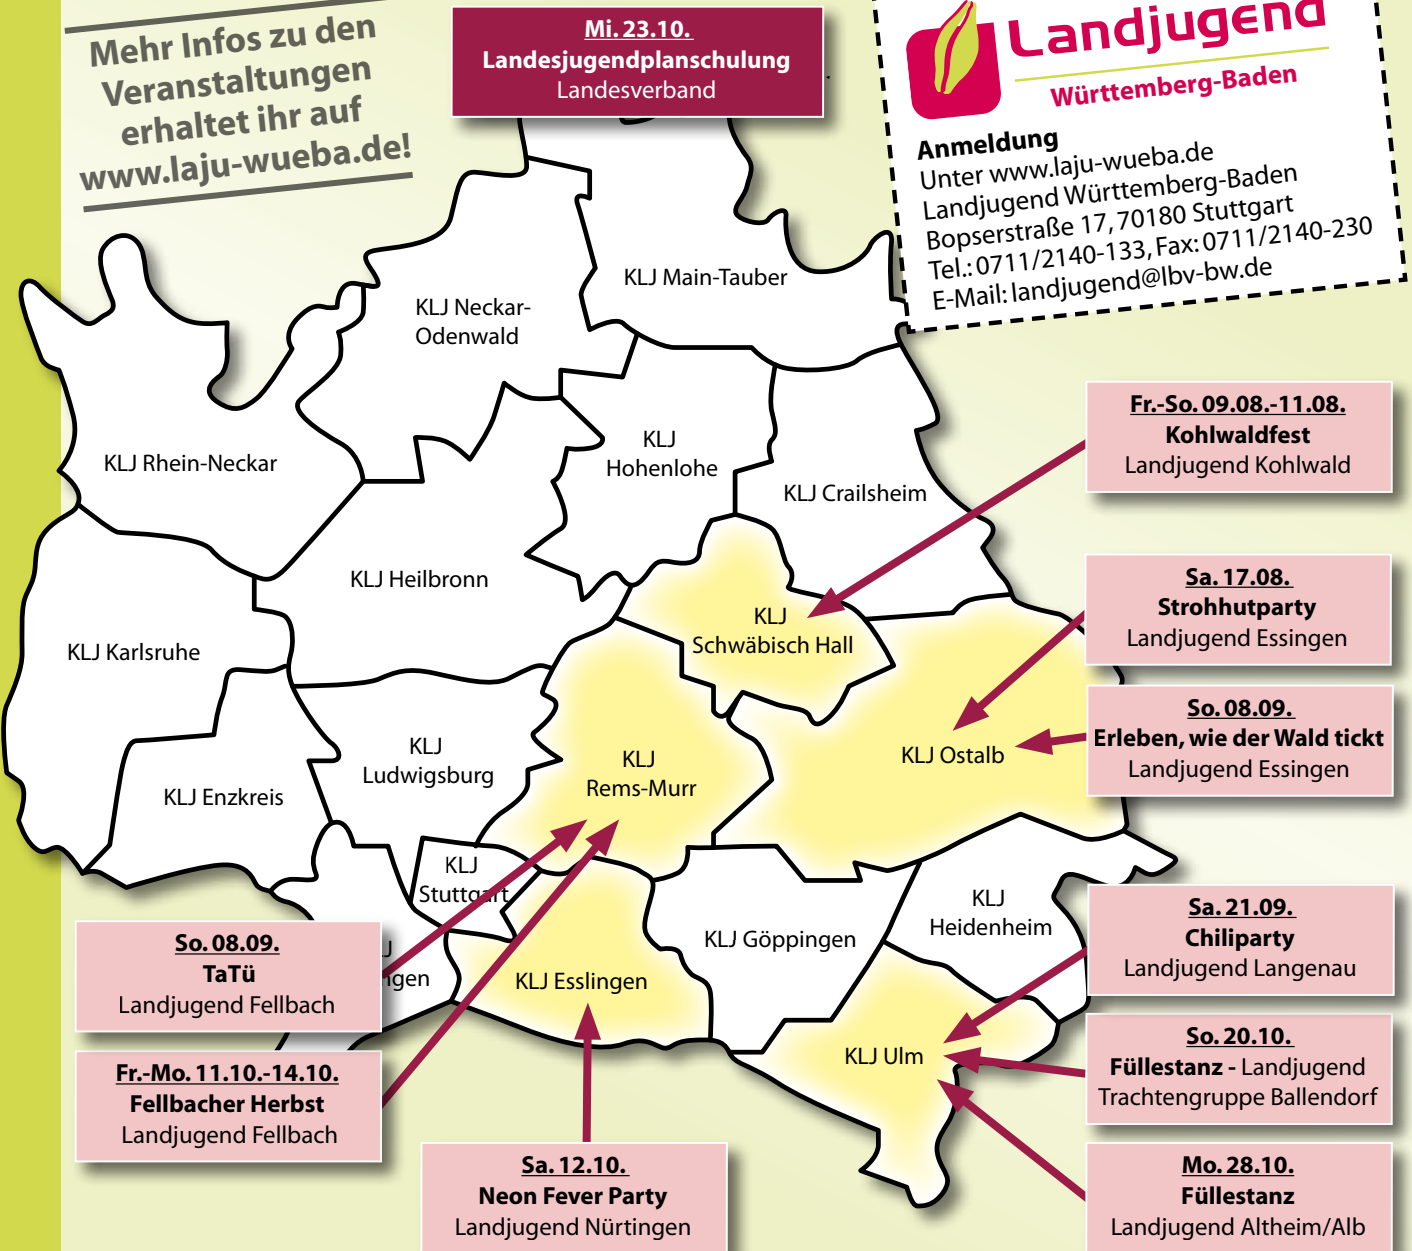 Mehr Infos zu den
Veranstaltungen
erhaltet ihr auf
www.laju-wueba.de!
Mi. 23.10.
Landesjugendplanschulung
Landesverband
Landjugend
Württemberg-Baden
Anmeldung
Unter www.laju-wueba.de
Landjugend Württemberg-Baden
Bopserstraße 17, 70180 Stuttgart
Tel.: 0711/2140-133, Fax: 0711/2140-230
E-Mail: landjugend@lbv-bw.de
KLJ Main-Tauber
KLJ Neckar-
Odenwald
KLJ Rhein-Neckar
KLJ
Hohenlohe
KLJ Crailsheim
KLJ Heilbronn
KLJ Karlsruhe
KLJ
Schwäbisch Hall
KLJ
Ludwigsburg
KLJ Enzkreis
KLJ
Rems-Murr
KLJ Ostalb
KLJ
Stuttgart
KLJ
Heidenheim
KLJ Göppingen
J
ngen
KLJ Esslingen
KLJ Ulm
Fr.-So. 09.08.-11.08.
Kohlwaldfest
Landjugend Kohlwald
Sa. 17.08.
Strohhutparty
Landjugend Essingen
So. 08.09.
Erleben, wie der Wald tickt
Landjugend Essingen
Sa. 21.09.
Chiliparty
Landjugend Langenau
So. 20.10.
Füllestanz - Landjugend
Trachtengruppe Ballendorf
Mo. 28.10.
Füllestanz
Landjugend Altheim/Alb
So. 08.09.
TaTü
Landjugend Fellbach
Fr.-Mo. 11.10.-14.10.
Fellbacher Herbst
Landjugend Fellbach
Sa. 12.10.
Neon Fever Party
Landjugend Nürtingen